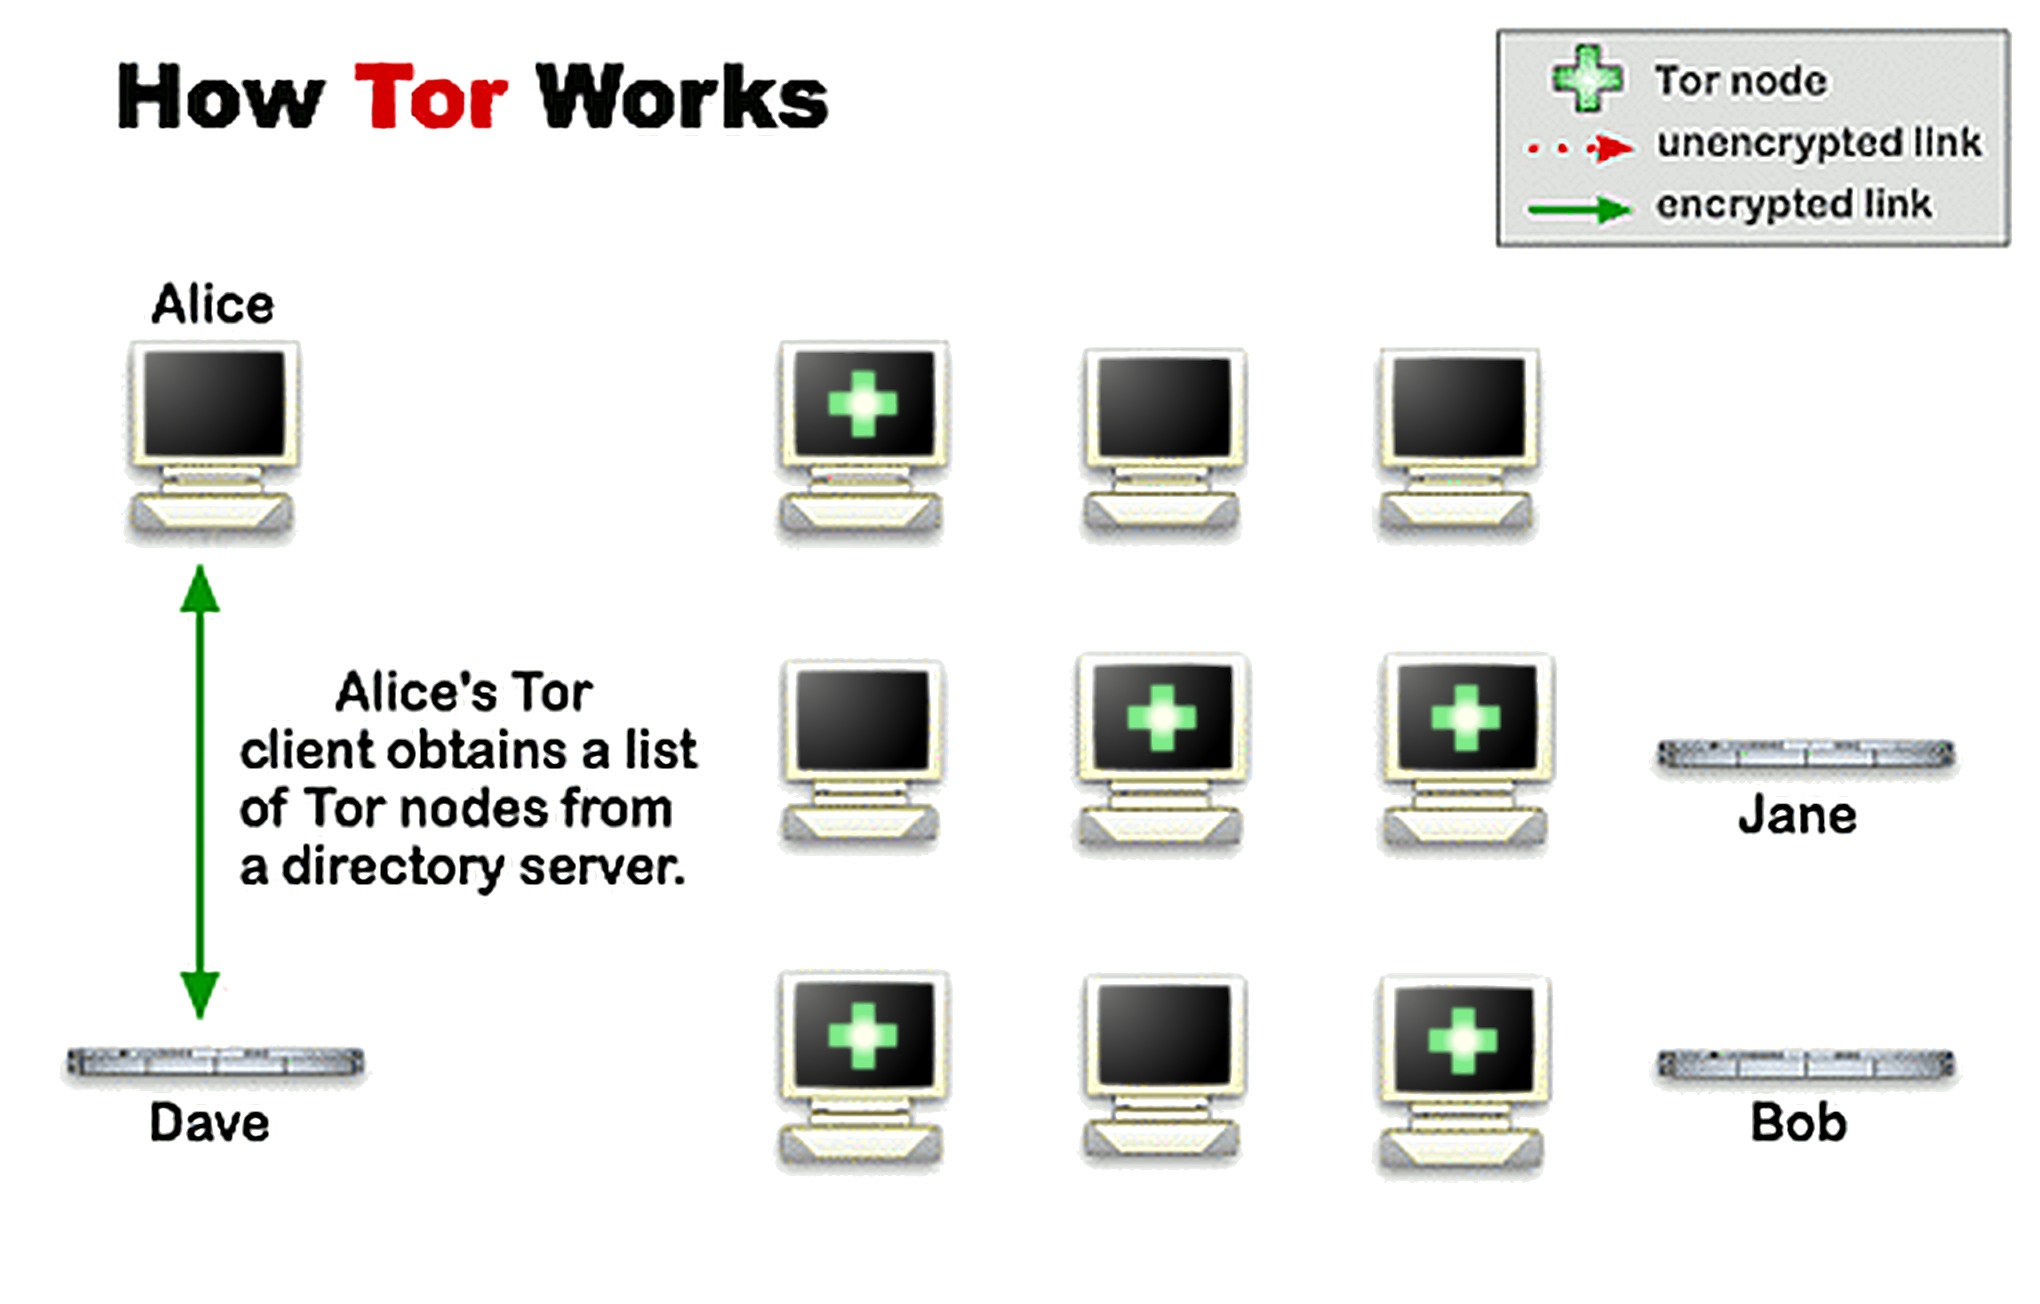 How Tor Works
Tor node
unencrypted link
encrypted link
Alice
Alice's Tor
client obtains a list
of Tor nodes from
a directory server.
Jane
Dave
Bob